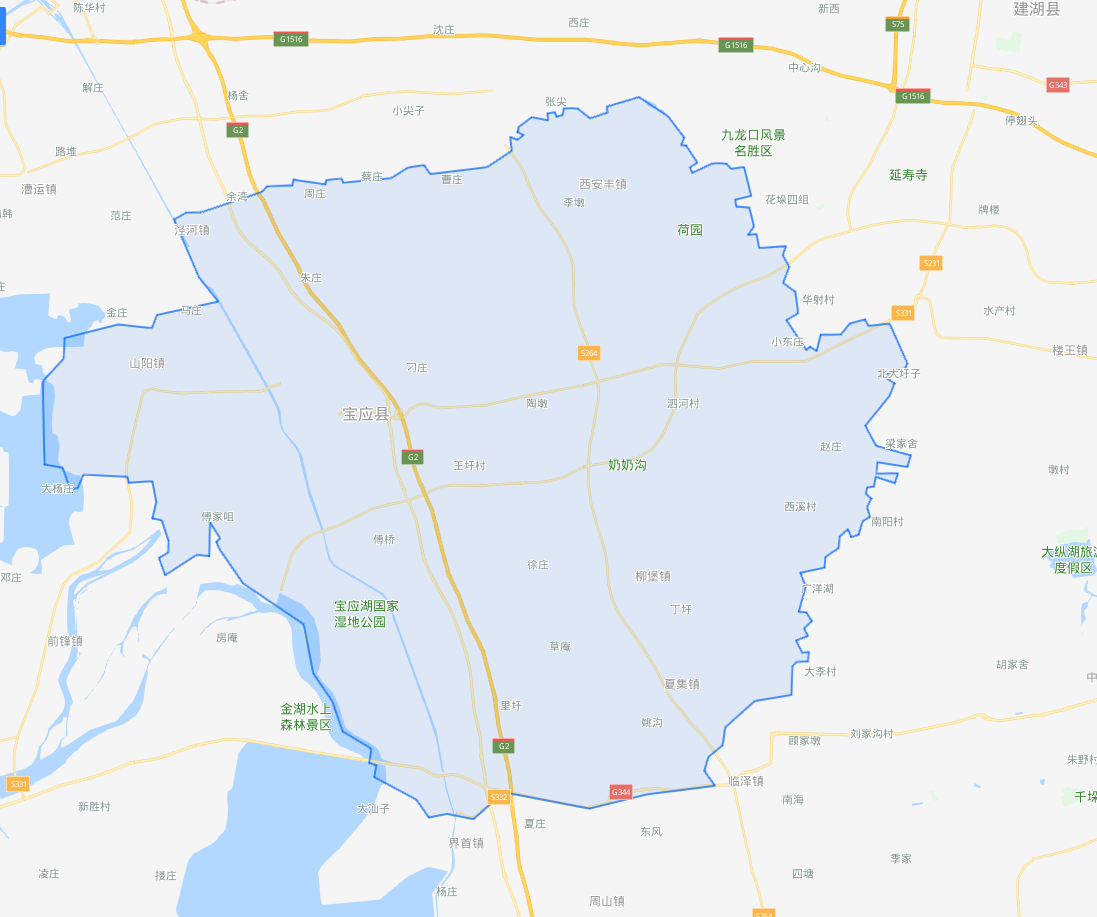 陈华村
新西
建湖县
西庄
S75
沈庄
G1516
G1516
中心沟
解庄
G343
杨舍
G1516
张尖
小尖子
停翅头
G2
九龙口风景
名胜区
路堆
延寿寺
蔡庄
曹庄
西安丰镇
漕运镇
余湾
周庄
李墩
花垛四组
范庄
牌楼
泾河镇
荷园
S231
朱庄
华射村
金庄
马庄
水产村
S331
小东庄
楼王镇
S264
山阳镇
刁庄
北大圩子
陶墩
泗河村
宝应县
梁家舍
赵庄
G2
王圩村
奶奶沟
墩村
大杨庄
西溪村
傅家咀
南阳村
傅桥
大纵湖旅游
度假区
徐庄
柳堡镇
邓庄
广洋湖
宝应湖国家
湿地公园
丁圩
房庵
前锋镇
草庵
胡家舍
大李村
夏集镇
里圩
金湖水上
森林景区
姚沟
刘家沟村
顾家墩
G2
朱野村
S331
临泽镇
G344
S332
千垛
南海
新胜村
大汕子
夏庄
东风
界首镇
季家
凌庄
搂庄
四塘
杨庄
周山镇
S264